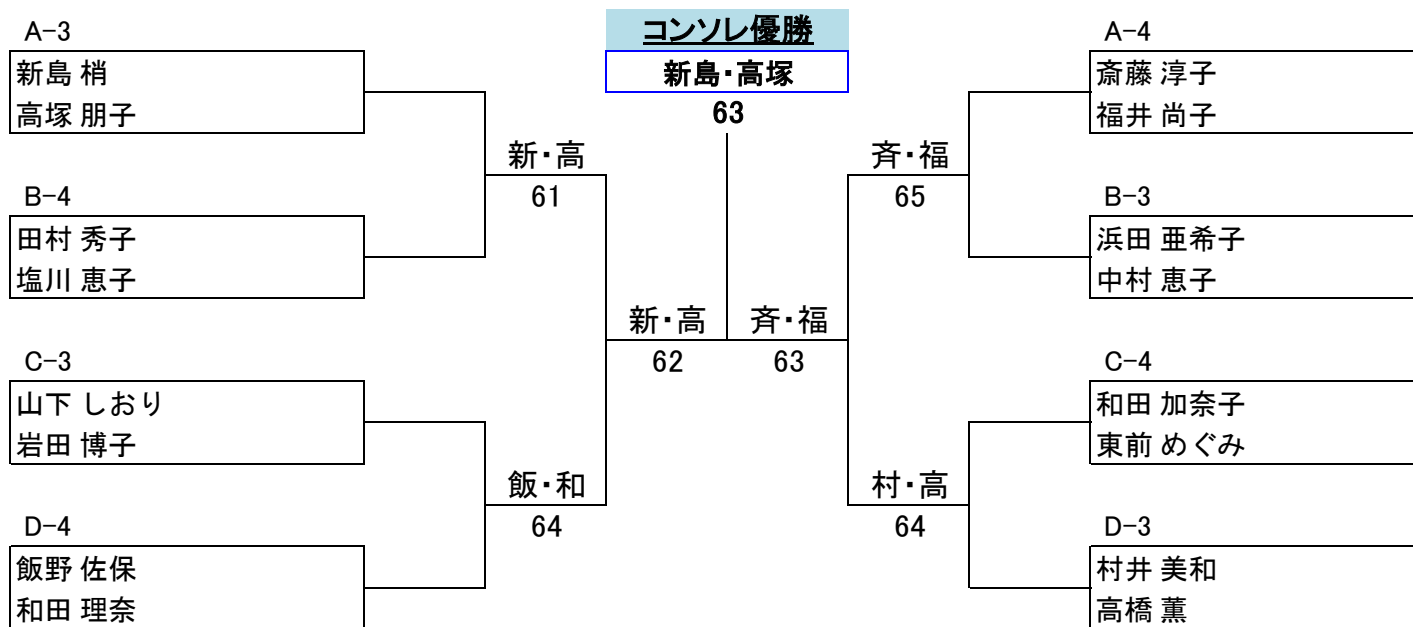 A-3
新島 梢
高塚 朋子
B-4
田村 秀子
塩川 恵子
C-3
山下 しおり
岩田 博子
D-4
飯野 佐保
和田 理奈
新・高
61
飯・和
64
新・高
62
コンソレ優勝
新島・高塚
63
斉・福
63
斉・福
65
村・高
64
A-4
斎藤 淳子
福井 尚子
B-3
浜田 亜希子
中村 恵子
C-4
和田 加奈子
東前 めぐみ
D-3
村井 美和
高橋 薫